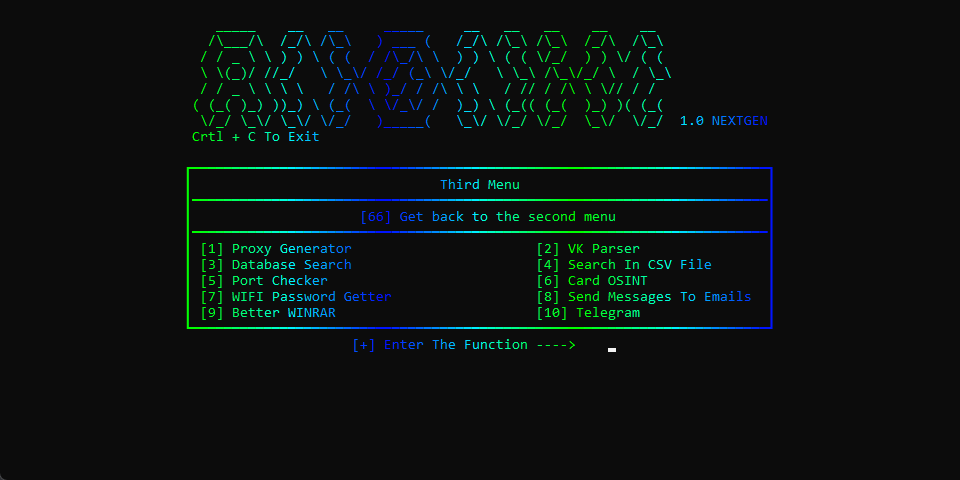 1.0 NEXTGEN
Crtl + C To Exit
Third Menu
[66] Get back to the second menu
[1] Proxy Generator
[2] VK Parser
[3] Database Search
[4] Search In CSV File
[5] Port Checker
[6] Card OSINT
[7] WIFI Password Getter
[8] Send Messages To Emails
[9] Better WINRAR
[10] Telegram
[+] Enter The Function ---->